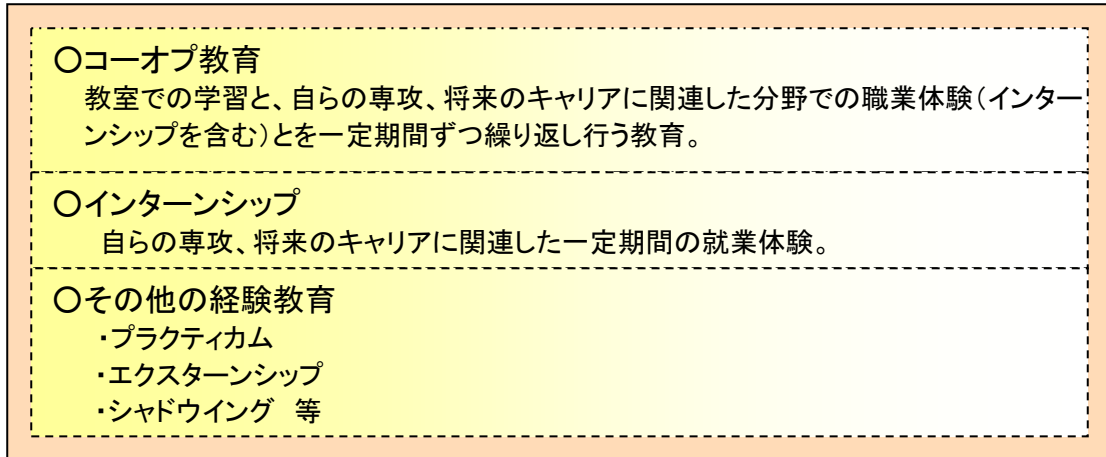 ○コーオプ教育
教室での学習と、自らの専攻、将来のキャリアに関連した分野での職業体験(インター
ンシップを含む)とを一定期間ずつ繰り返し行う教育。
○インターンシップ
自らの専攻、将来のキャリアに関連した一定期間の就業体験。
○その他の経験教育
・プラクティカム
・エクスターンシップ
・シャドウイング 等